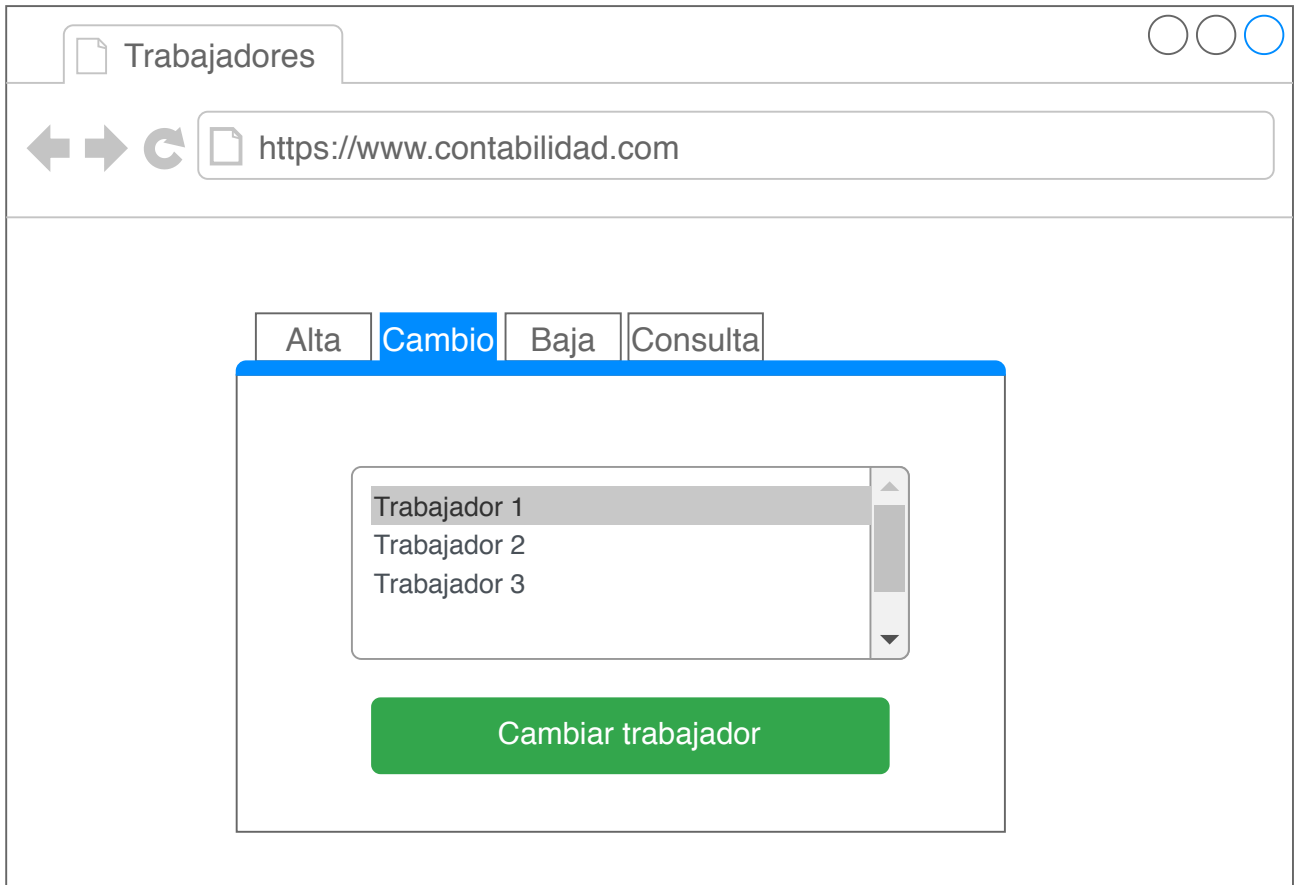 Trabajadores
https://www.contabilidad.com
Alta Cambio Baja Consulta
Trabajador 1
Trabajador 2
Trabajador 3
Cambiar trabajador